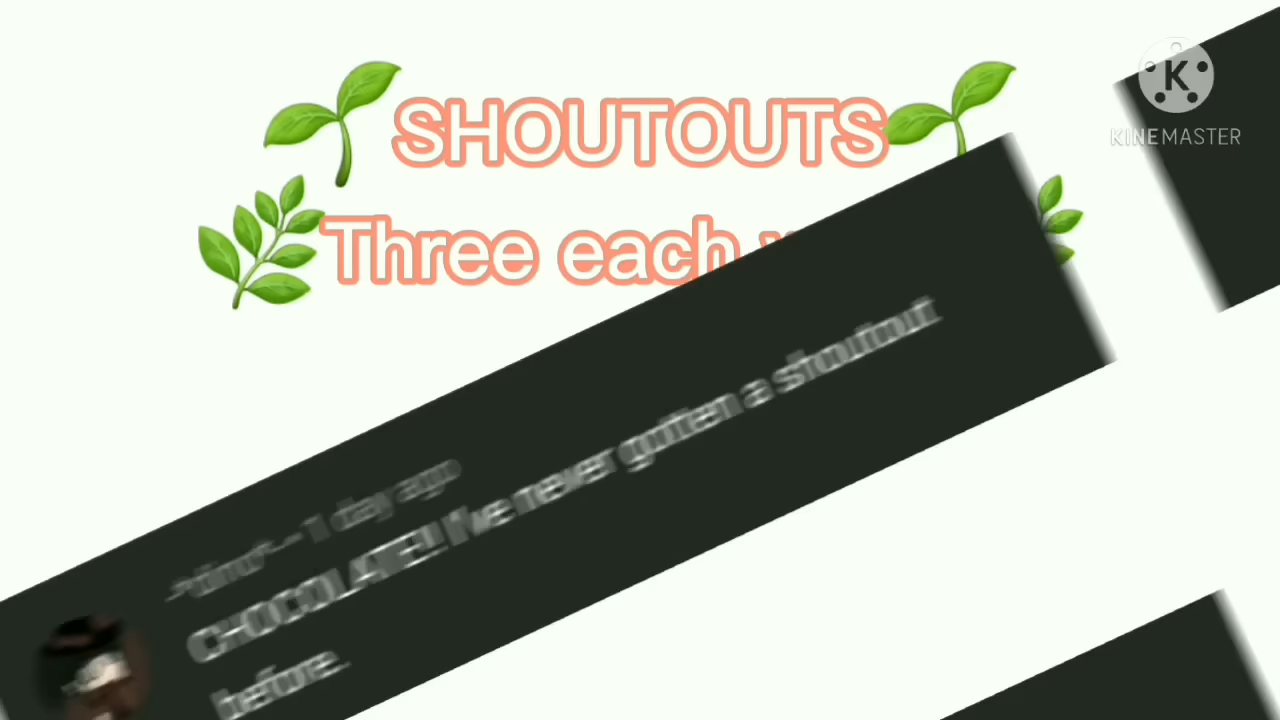 SHOUTOUTS
Three each
KINEMASTER
1 day ago
CHOCOLATE!! I've never gotten a shoutout
before.